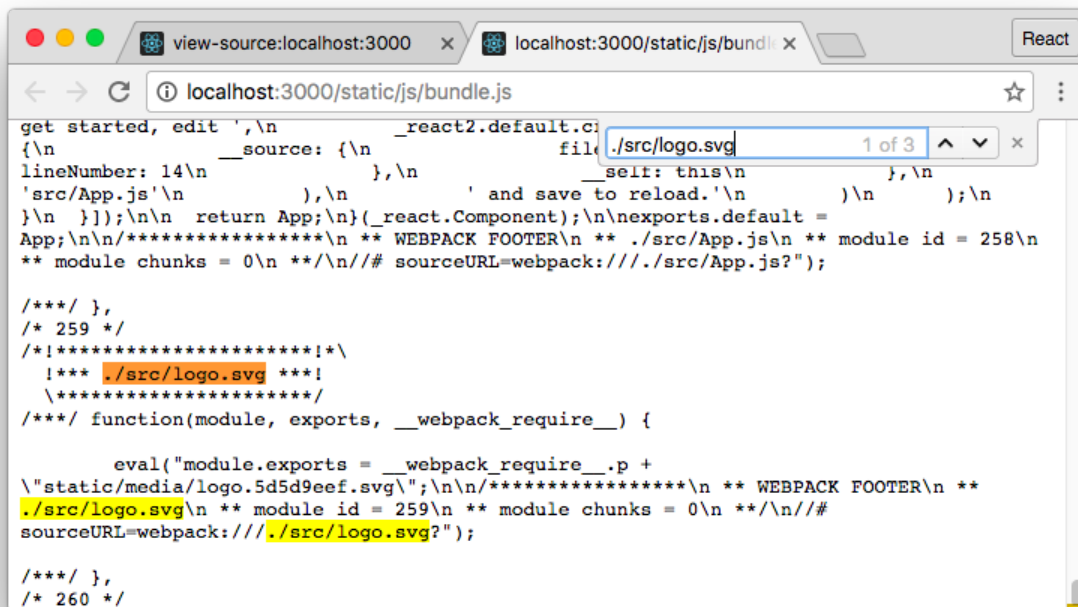 view-source:localhost:3000 ×
localhost:3000/static/js/bundle ×
React
localhost:3000/static/js/bundle.js
./src/logo.svg 1 of 3
get started, edit ',\n _react2.default.c
{\n __source: {\n file
lineNumber: 14\n },\n __self: this\n },\n
'src/App.js'\n ),\n ' and save to reload.'\n )\n );\n
}\n }]);\n\n return App;\n}(_react.Component);\n\nexports.default =
App;\n\n/*****************\n ** WEBPACK FOOTER\n ** ./src/App.js\n ** module id = 258\n
** module chunks = 0\n **/\n//# sourceURL=webpack:///./src/App.js?");
/***/ },
/* 259 */
/*!**********************!*\
!*** ./src/logo.svg ***!
\**********************/
/***/ function(module, exports, __webpack_require__) {
eval("module.exports = __webpack_require__.p +
\"static/media/logo.5d5d9eef.svg\";\n\n/*****************\n ** WEBPACK FOOTER\n **
./src/logo.svg\n ** module id = 259\n ** module chunks = 0\n **/\n//#
sourceURL=webpack:///./src/logo.svg?");
/***/ },
/* 260 */